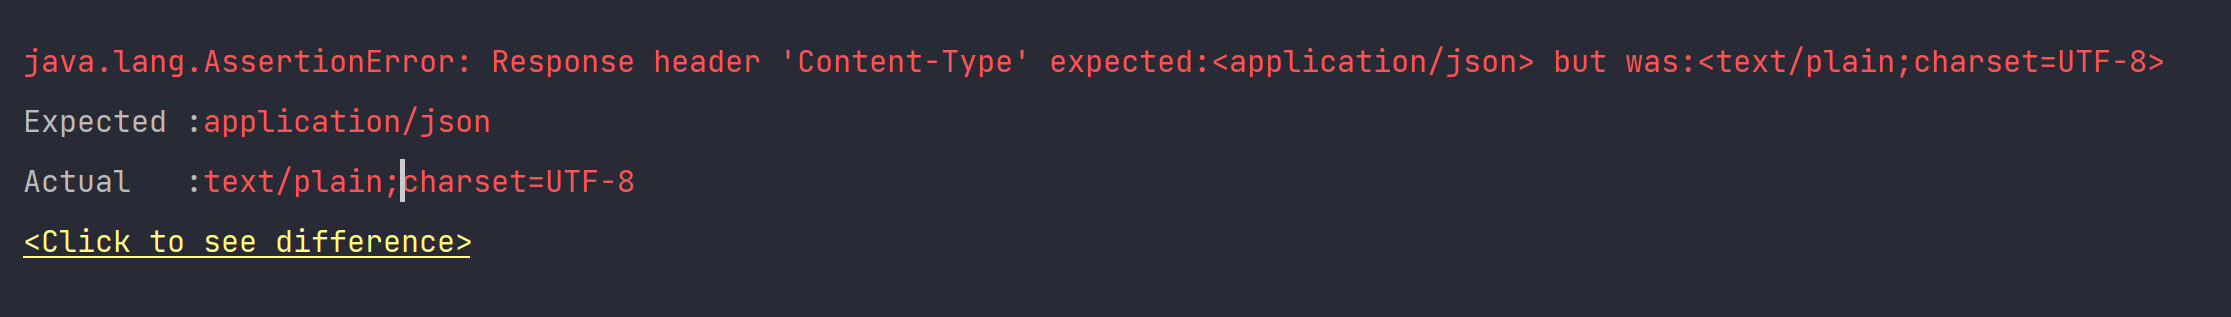 java.lang.AssertionError: Response header 'Content-Type' expected:<application/json> but was:<text/plain;charset=UTF-8>
Expected :application/json
Actual   :text/plain;charset=UTF-8
<Click to see difference>